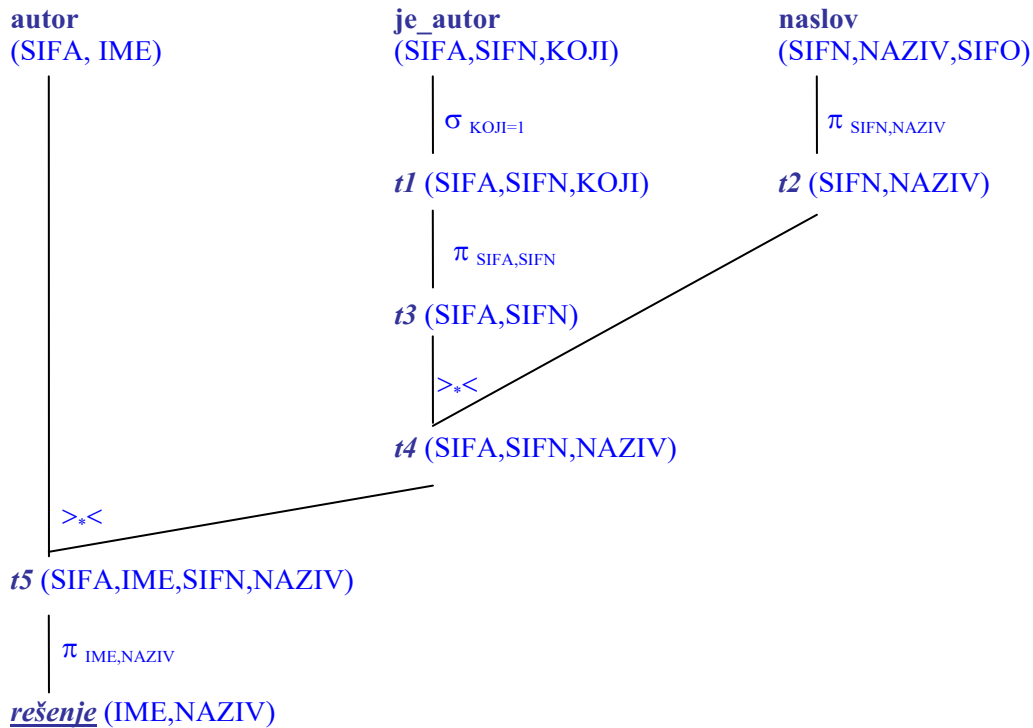 autor je_autor naslov
(SIFA, IME) (SIFA,SIFN,KOJI) (SIFN,NAZIV,SIFO)
σ KOJI=1 π SIFN,NAZIV
t1 (SIFA,SIFN,KOJI) t2 (SIFN,NAZIV)
π SIFA,SIFN
t3 (SIFA,SIFN)
>*<
t4 (SIFA,SIFN,NAZIV)
>*<
t5 (SIFA,IME,SIFN,NAZIV)
π IME,NAZIV
rešenje (IME,NAZIV)